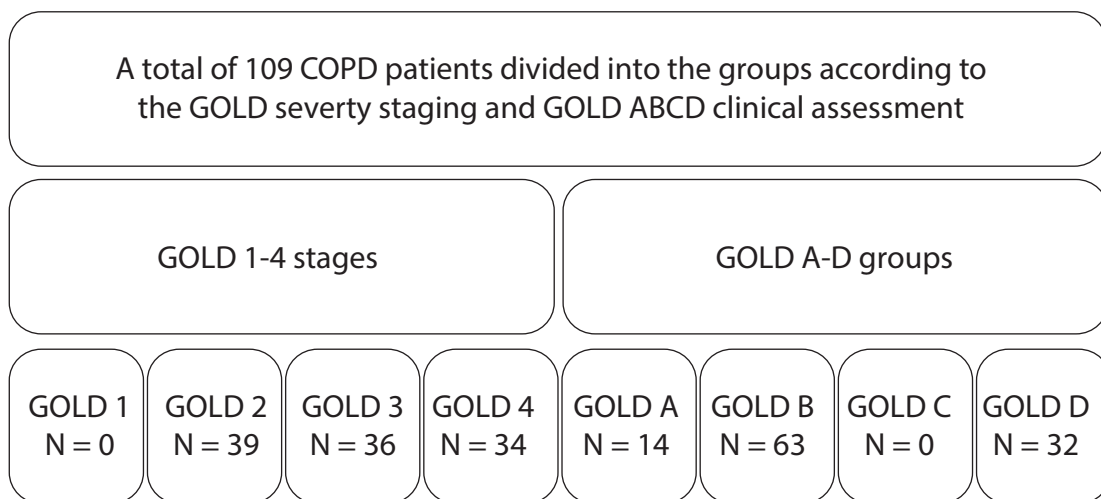 A total of 109 COPD patients divided into the groups according to
the GOLD severty staging and GOLD ABCD clinical assessment
GOLD 1-4 stages
GOLD A-D groups
GOLD 1
N = 0
GOLD 2
N = 39
GOLD 3
N = 36
GOLD 4
N = 34
GOLD A
N = 14
GOLD B
N = 63
GOLD C
N = 0
GOLD D
N = 32